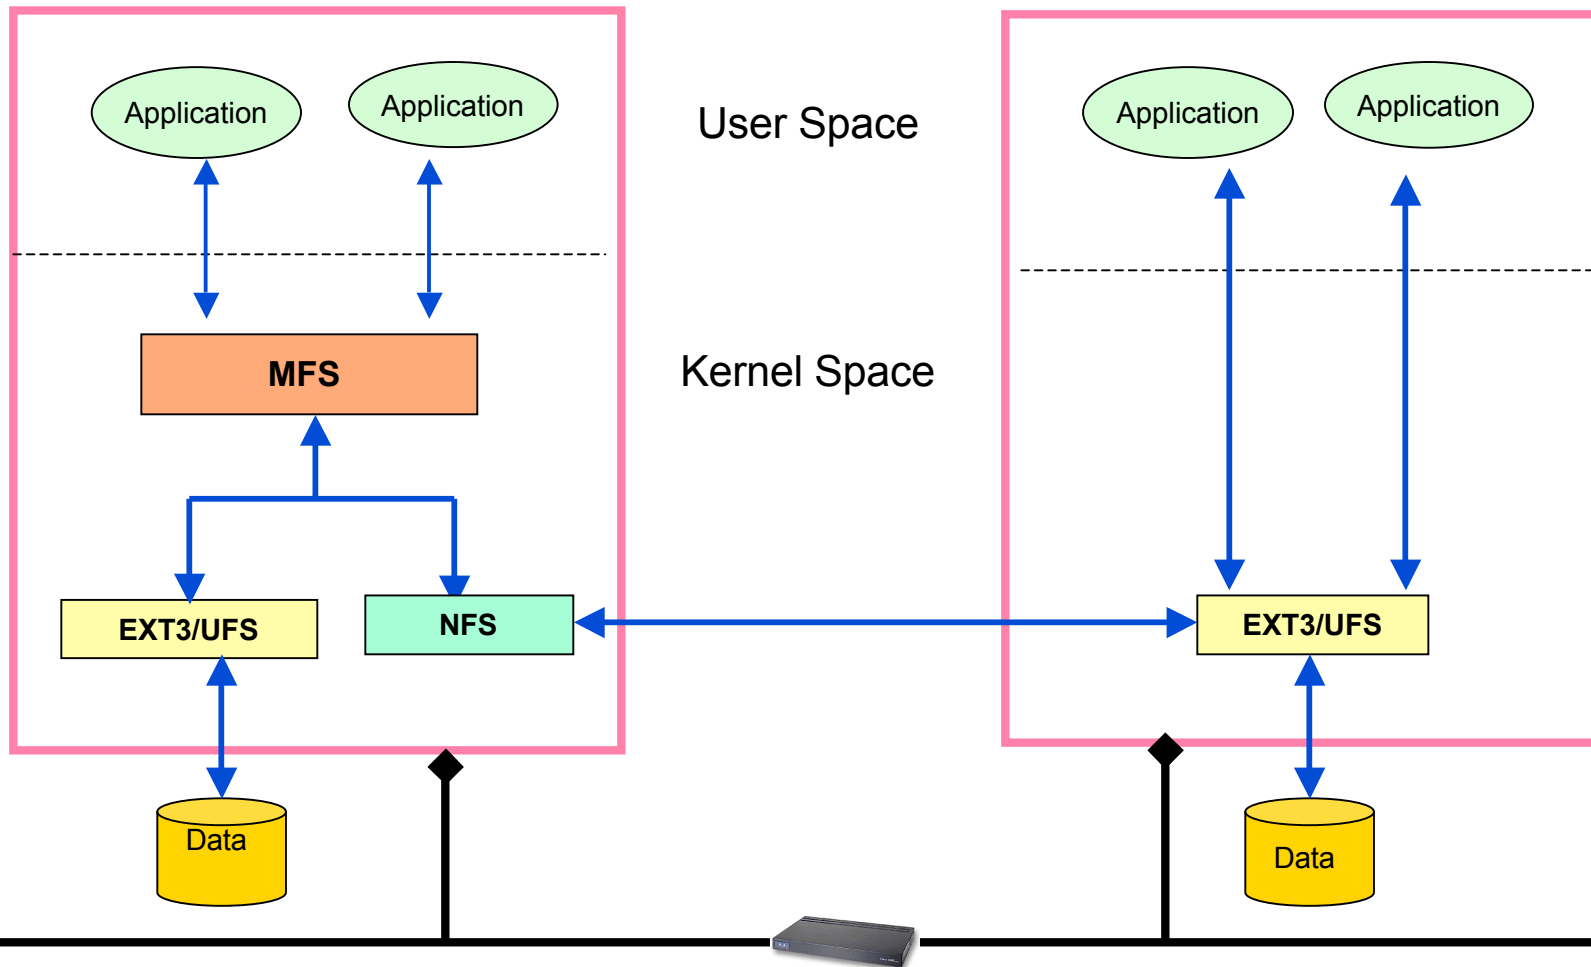 Application
Application
User Space
Application
Application
MFS
Kernel Space
EXT3/UFS
NFS
EXT3/UFS
Data
Data